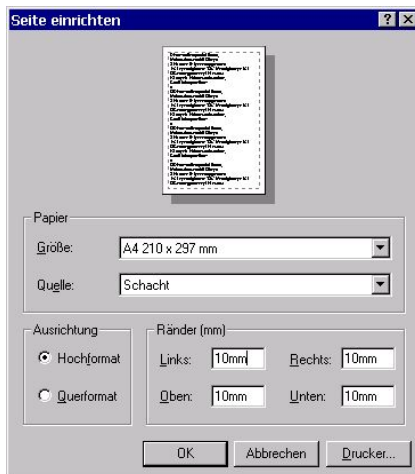 Seite einrichten
Papier
Größe: A4 210 x 297 mm
Quelle: Schacht
Ausrichtung
Hochformat
Querformat
Ränder (mm)
Links: 10mm Rechts: 10mm
Oben: 10mm Unten: 10mm
OK Abbrechen Drucker...